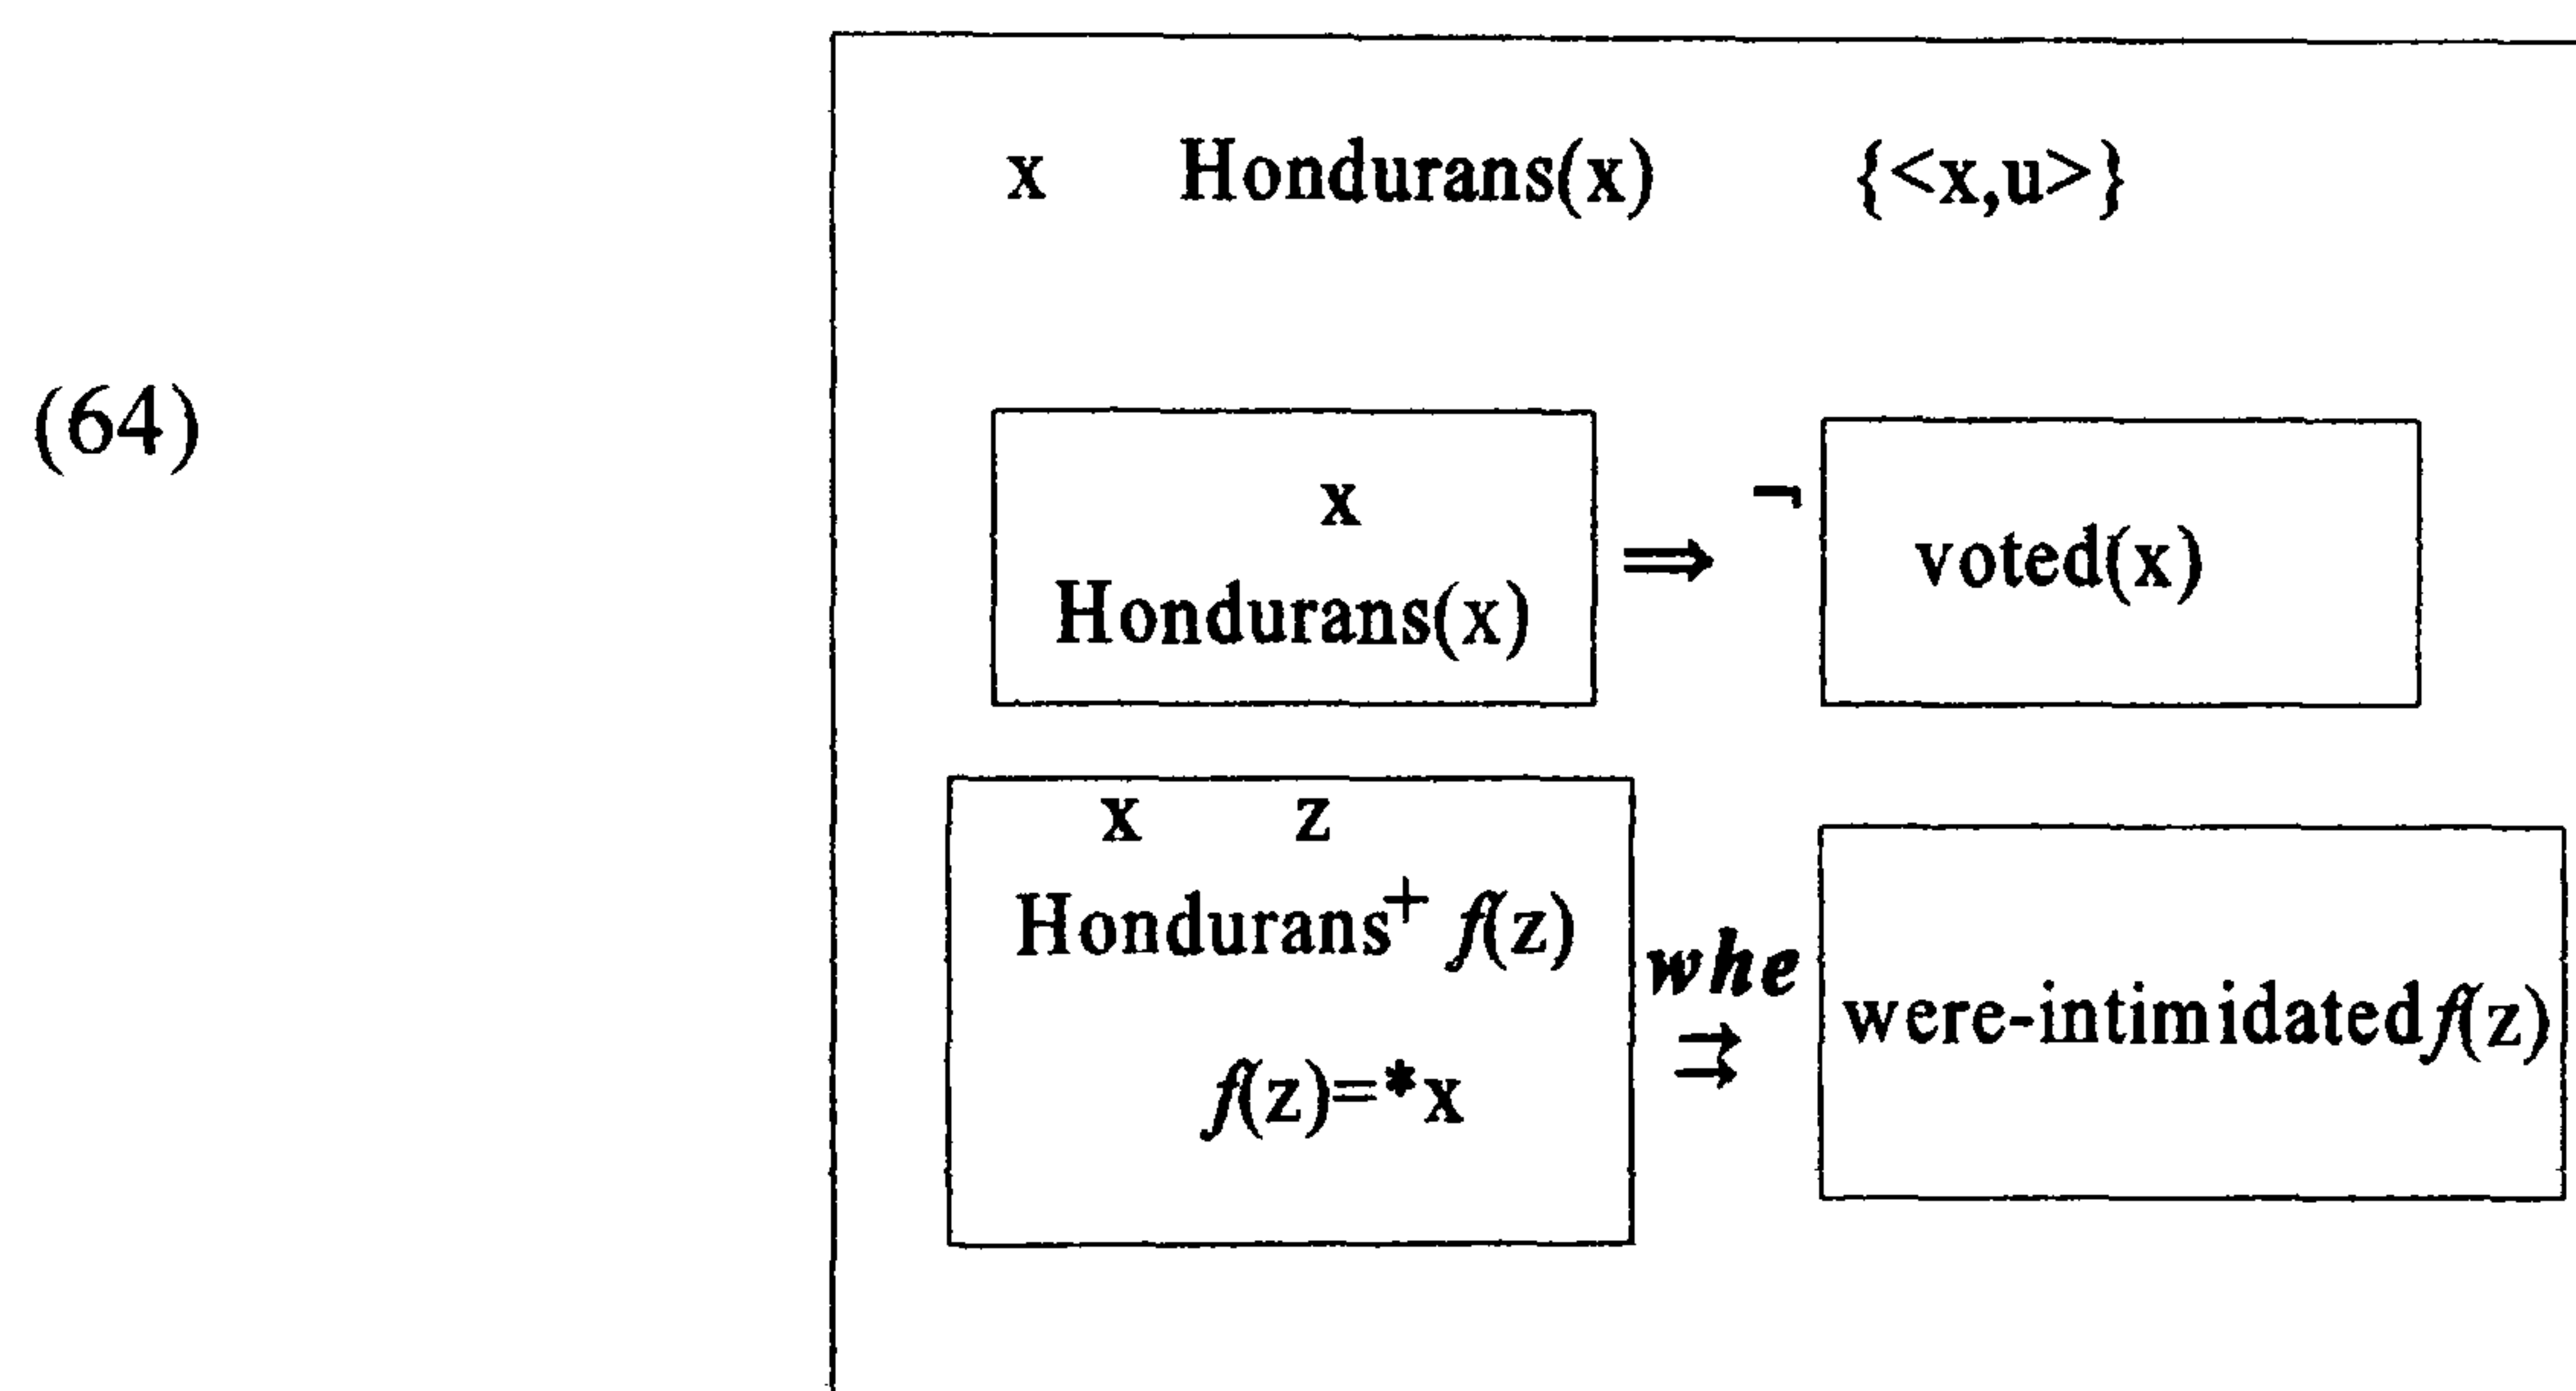 x Hondurans(x) {<x,u>}
(64)
x
Hondurans(x) ⇒ ¬ voted(x)
x z
Hondurans⁺ f(z)
whe
⇉ were-intimidated f(z)
f(z)=*x